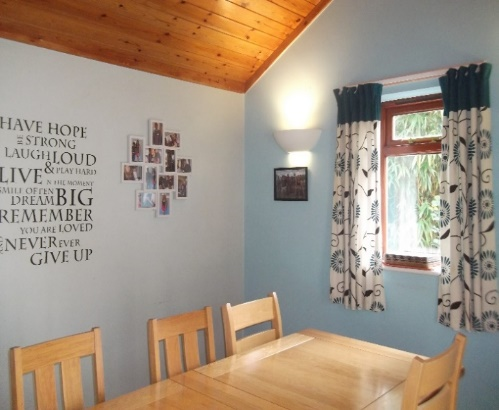 HAVE HOPE
BE STRONG
LAUGH LOUD
& PLAY HARD
LIVE IN THE MOMENT
SMILE OFTEN
DREAM BIG
REMEMBER
YOU ARE LOVED
AND NEVER EVER
GIVE UP